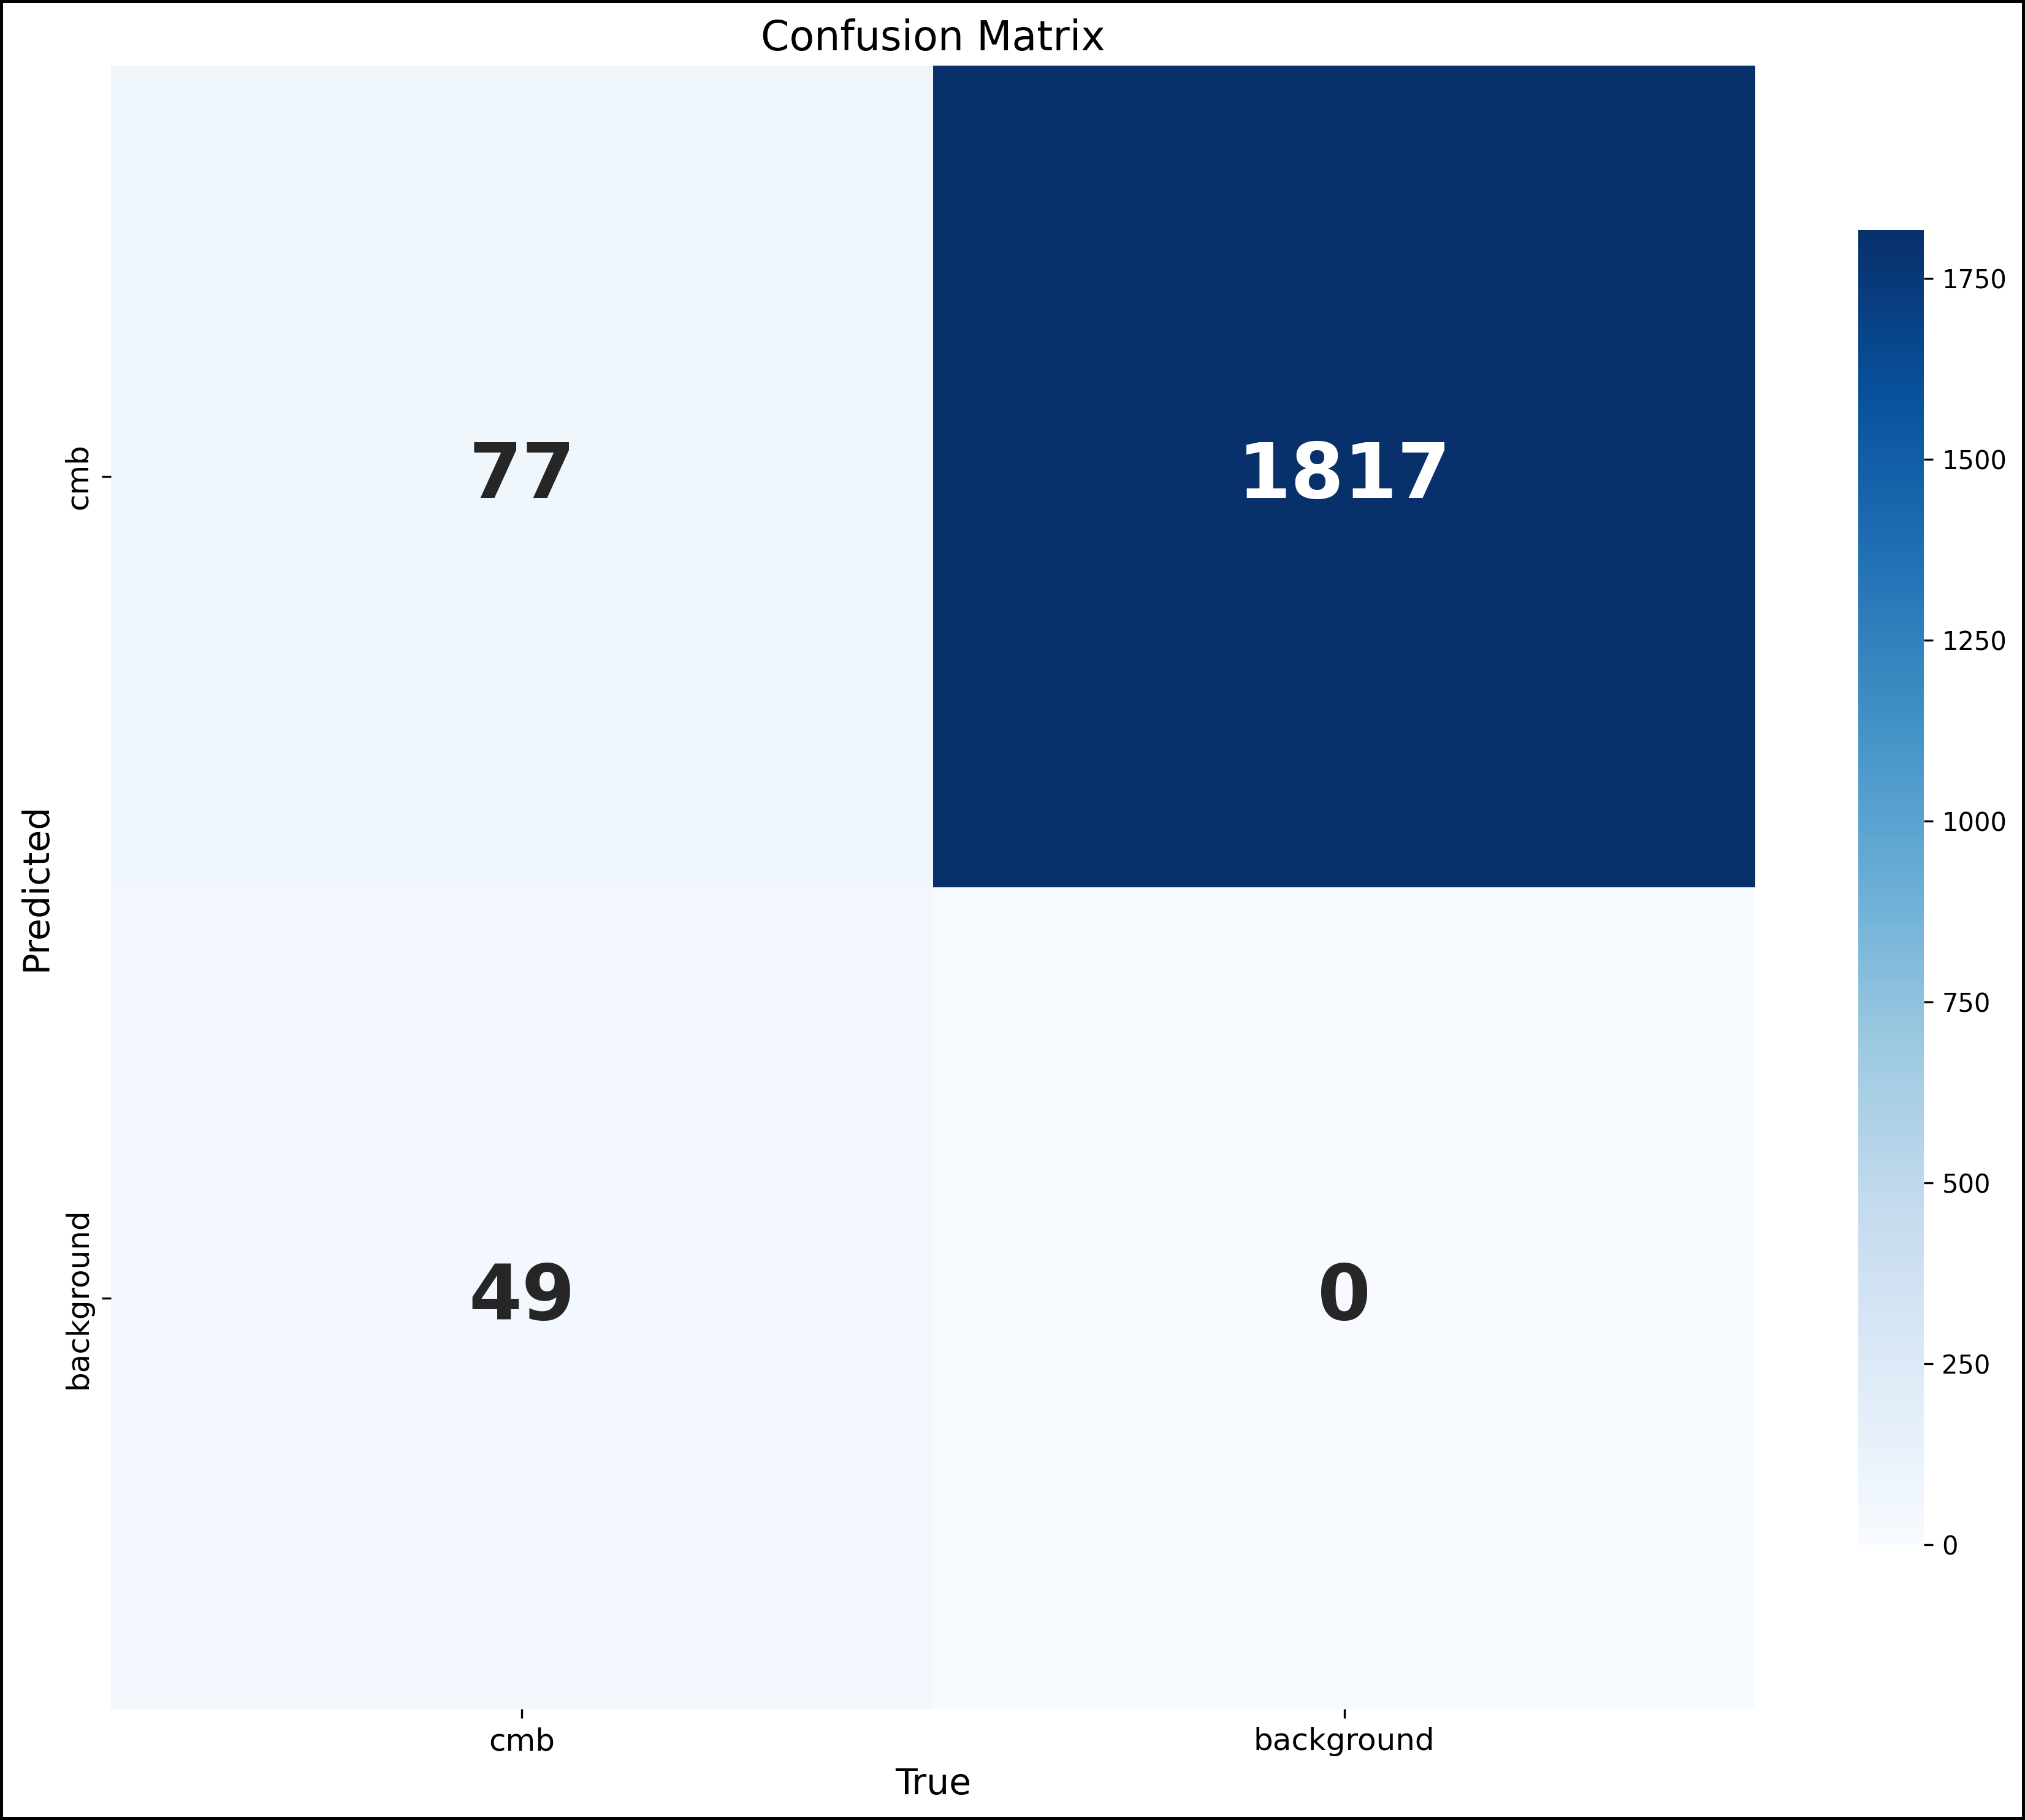 Confusion Matrix
Predicted
cmb
77
1817
background
49
0
cmb
background
True
1750
1500
1250
1000
750
500
250
0